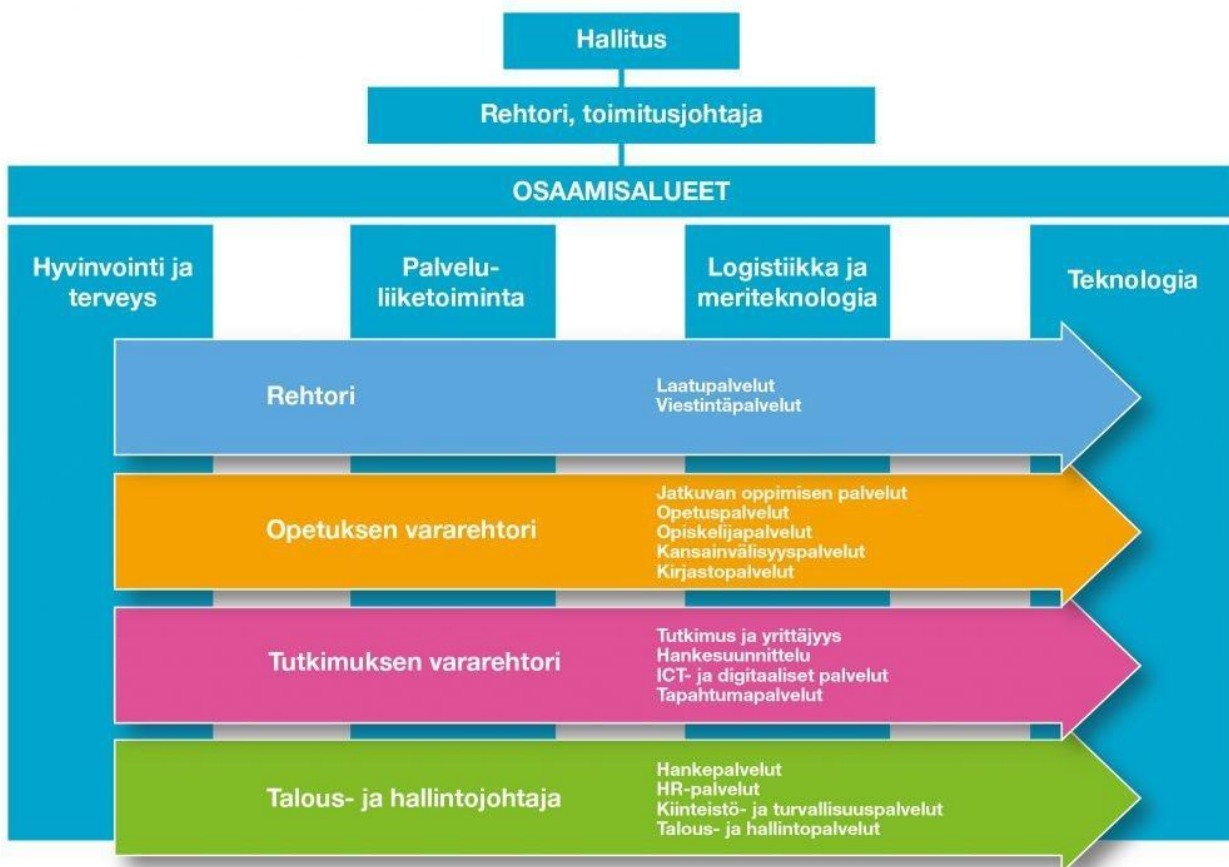 Hallitus
Rehtori, toimitusjohtaja
OSAAMISALUEET
Hyvinvointi ja
terveys
Palvelu-
liiketoiminta
Logistiikka ja
meriteknologia
Teknologia
Rehtori
Laatupalvelut
Viestintäpalvelut
Opetuksen vararehtori
Jatkuvan oppimisen palvelut
Opetuspalvelut
Opiskelijapalvelut
Kansainvälisyyspalvelut
Kirjastopalvelut
Tutkimuksen vararehtori
Tutkimus ja yrittäjyys
Hankesuunnittelu
ICT- ja digitaaliset palvelut
Tapahtumapalvelut
Talous- ja hallintojohtaja
Hankepalvelut
HR-palvelut
Kiinteistö- ja turvallisuuspalvelut
Talous- ja hallintopalvelut